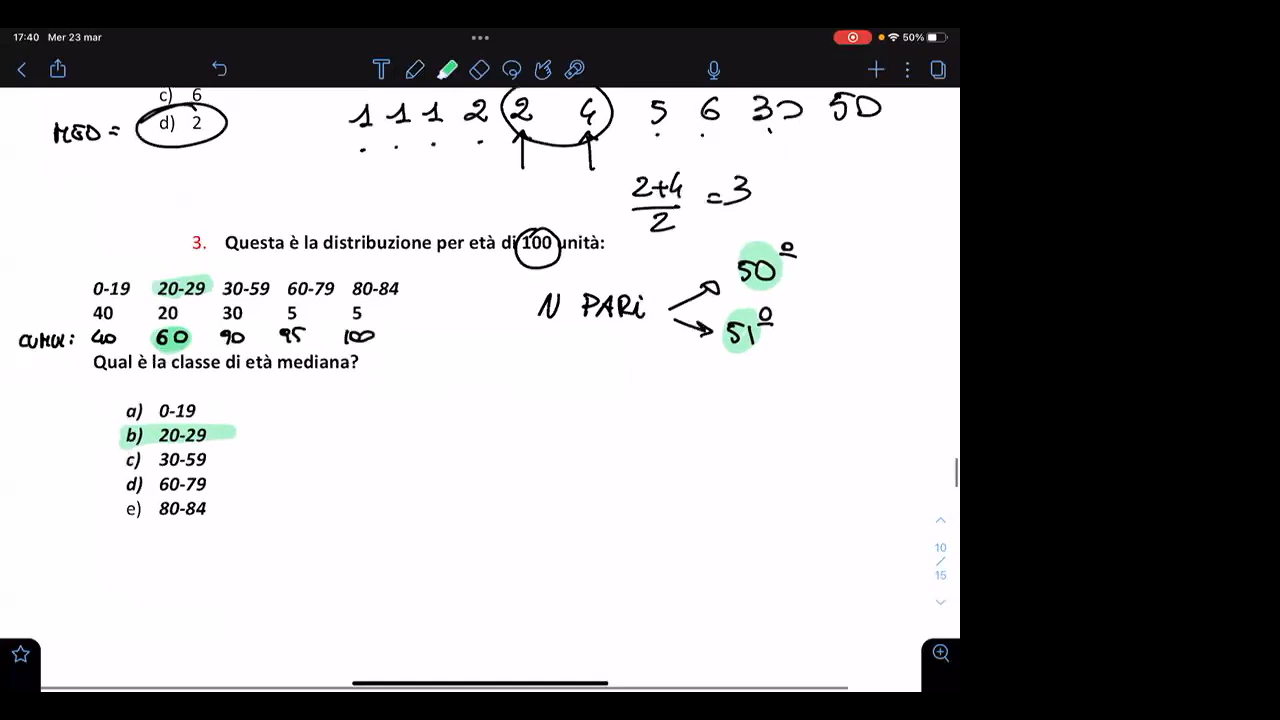 17:40 Mer 23 mar
50%
T
c) 6
MED = d) 2
1 1 1 2 2 4 5 6 30 50
2+4
2
=3
3. Questa è la distribuzione per età di 100 unità:
0-19 20-29 30-59 60-79 80-84
40 20 30 5 5
CUMUL: 40 60 90 95 100
N PARI
50º
51º
Qual è la classe di età mediana?
a) 0-19
b) 20-29
c) 30-59
d) 60-79
e) 80-84
10
/
15